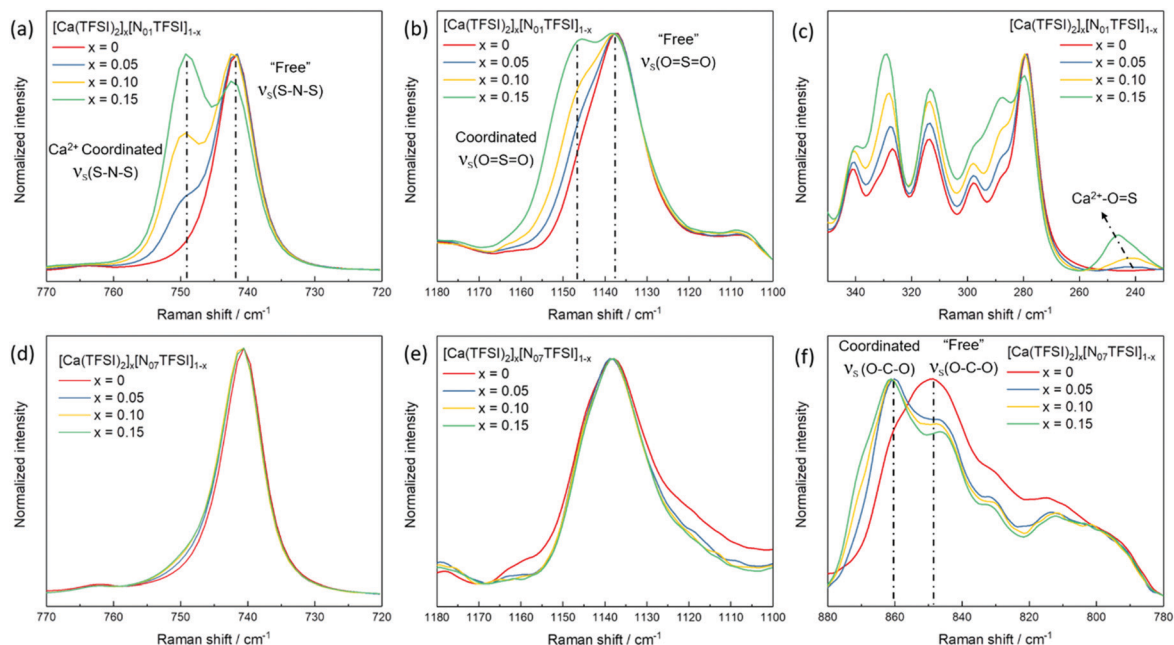 (a)
[Ca(TFSI)₂]ₓ[N₀₁TFSI]₁₋ₓ
x = 0
x = 0.05
x = 0.10
x = 0.15
"Free"
νₛ(S-N-S)
Ca²⁺ Coordinated
νₛ(S-N-S)
Normalized intensity
770 760 750 740 730 720
Raman shift / cm⁻¹
(b)
[Ca(TFSI)₂]ₓ[N₀₁TFSI]₁₋ₓ
x = 0
x = 0.05
x = 0.10
x = 0.15
"Free"
νₛ(O=S=O)
Coordinated
νₛ(O=S=O)
Normalized intensity
1180 1170 1160 1150 1140 1130 1120 1110 1100
Raman shift / cm⁻¹
(c)
[Ca(TFSI)₂]ₓ[N₀₁TFSI]₁₋ₓ
x = 0
x = 0.05
x = 0.10
x = 0.15
Ca²⁺-O=S
Normalized intensity
340 320 300 280 260 240
Raman shift / cm⁻¹
(d)
[Ca(TFSI)₂]ₓ[N₀₇TFSI]₁₋ₓ
x = 0
x = 0.05
x = 0.10
x = 0.15
Normalized intensity
770 760 750 740 730 720
Raman shift / cm⁻¹
(e)
[Ca(TFSI)₂]ₓ[N₀₇TFSI]₁₋ₓ
x = 0
x = 0.05
x = 0.10
x = 0.15
Normalized intensity
1180 1170 1160 1150 1140 1130 1120 1110 1100
Raman shift / cm⁻¹
(f)
Coordinated
νₛ(O-C-O)
"Free"
νₛ(O-C-O)
[Ca(TFSI)₂]ₓ[N₀₇TFSI]₁₋ₓ
x = 0
x = 0.05
x = 0.10
x = 0.15
Normalized intensity
880 860 840 820 800 780
Raman shift / cm⁻¹